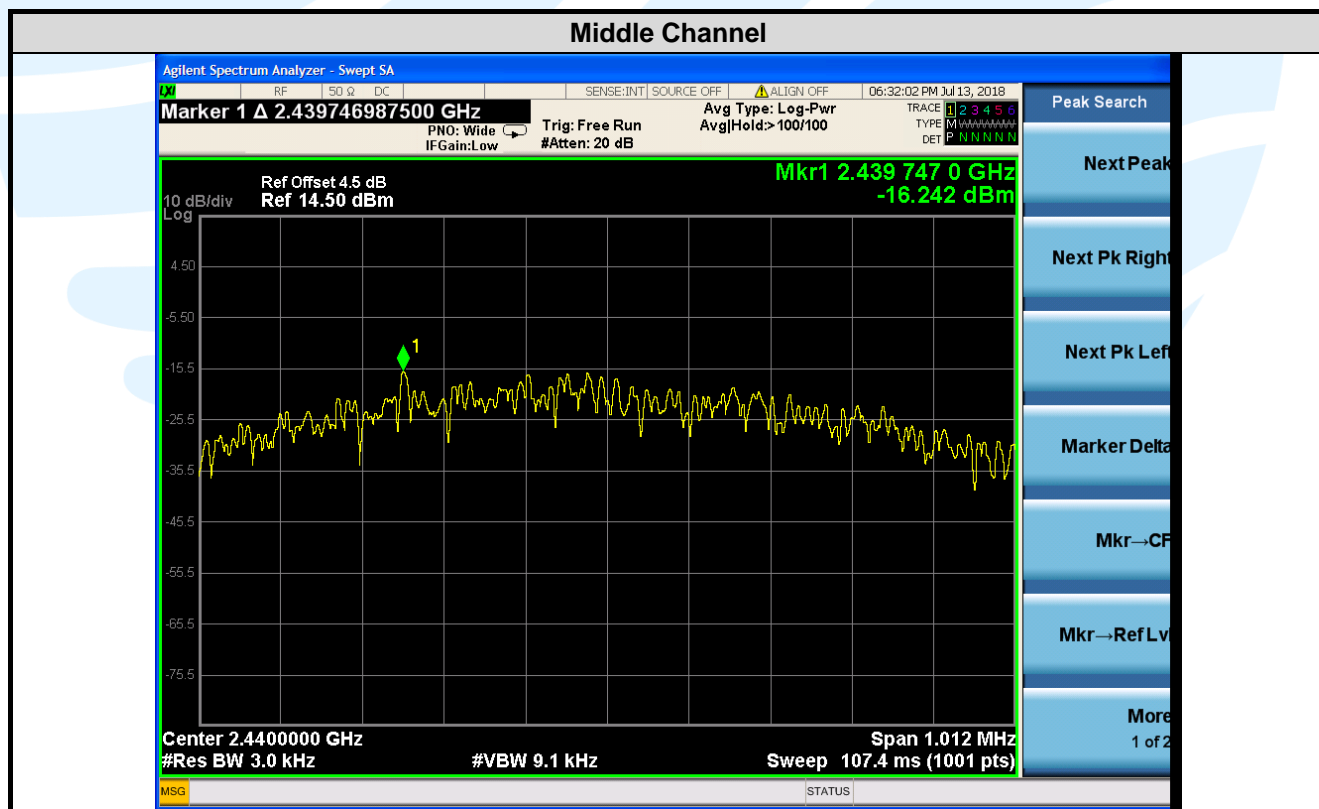 Middle Channel
Agilent Spectrum Analyzer - Swept SA
LXI RF 50 Ω DC SENSE:INT SOURCE OFF ALIGN OFF 06:32:02 PM Jul 13, 2018
Marker 1 Δ 2.439746987500 GHz
PNO: Wide
IFGain:Low
Trig: Free Run
#Atten: 20 dB
Avg Type: Log-Pwr
Avg|Hold:>100/100
TRACE 1 2 3 4 5 6
TYPE M WWWWW
DET P N N N N N
Mkr1 2.439 747 0 GHz
-16.242 dBm
Ref Offset 4.5 dB
10 dB/div Ref 14.50 dBm
Log
4.50
-5.50
1
-15.5
-25.5
-35.5
-45.5
-55.5
-65.5
-75.5
Center 2.4400000 GHz Span 1.012 MHz
#Res BW 3.0 kHz #VBW 9.1 kHz Sweep 107.4 ms (1001 pts)
MSG STATUS
Peak Search
Next Peak
Next Pk Right
Next Pk Left
Marker Delta
Mkr→CF
Mkr→Ref Lvl
More
1 of 2